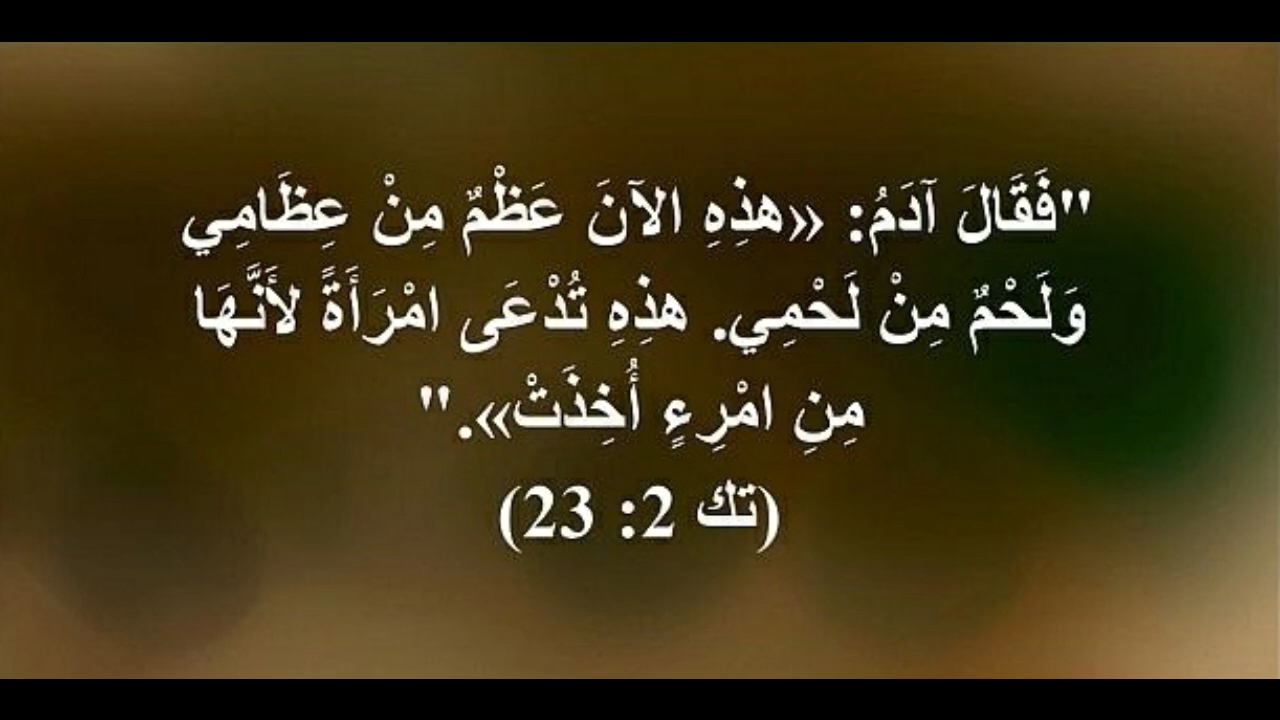 "فَقَالَ آدَمُ: «هذِهِ الآنَ عَظْمٌ مِنْ عِظَامِي
وَلَحْمٌ مِنْ لَحْمِي. هذِهِ تُدْعَى امْرَأَةً لأَنَّهَا
مِنِ امْرِءٍ أُخِذَتْ»."
(تك 2: 23)